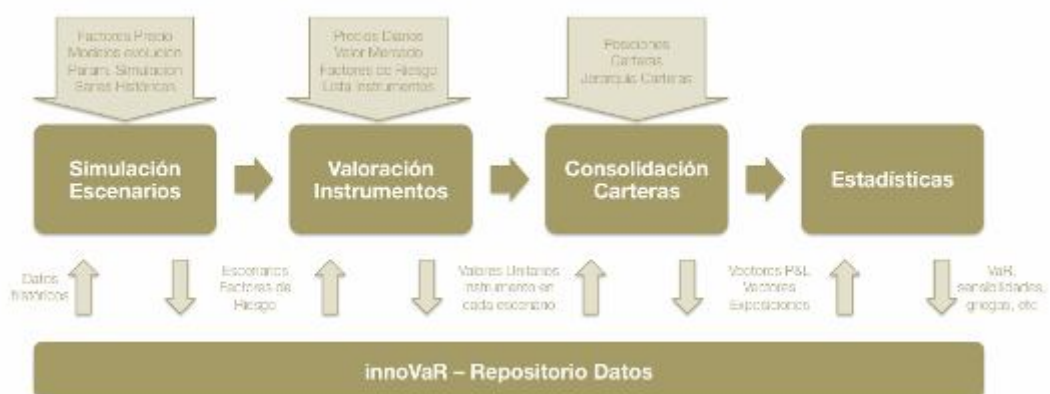 Factores Precio
Modelos evolución
Param. Simulación
Series Históricas
Precios Diarios
Valor Mercado
Factores de Riesgo
Lista Instrumentos
Posiciones
Carteras
Jerarquía Carteras
Simulación
Escenarios
Valoración
Instrumentos
Consolidación
Carteras
Estadísticas
Datos
históricos
Escenarios
Factores de
Riesgo
Valores Unitarios
instrumento en
cada escenario
Vectores P&L
Vectores
Exposiciones
VaR,
sensibilidades,
griegas, etc
innoVaR – Repositorio Datos